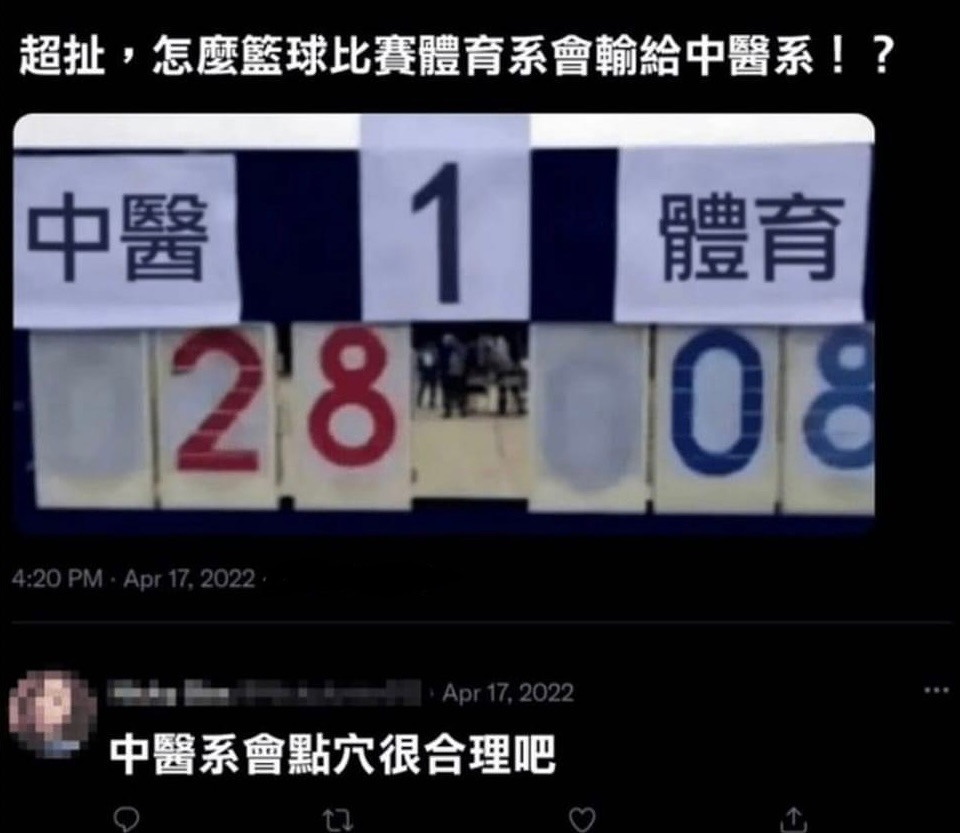 超扯，怎麼籃球比賽體育系會輸給中醫系！？
中醫 1 體育
28 08
4:20 PM · Apr 17, 2022 ·
· Apr 17, 2022
中醫系會點穴很合理吧